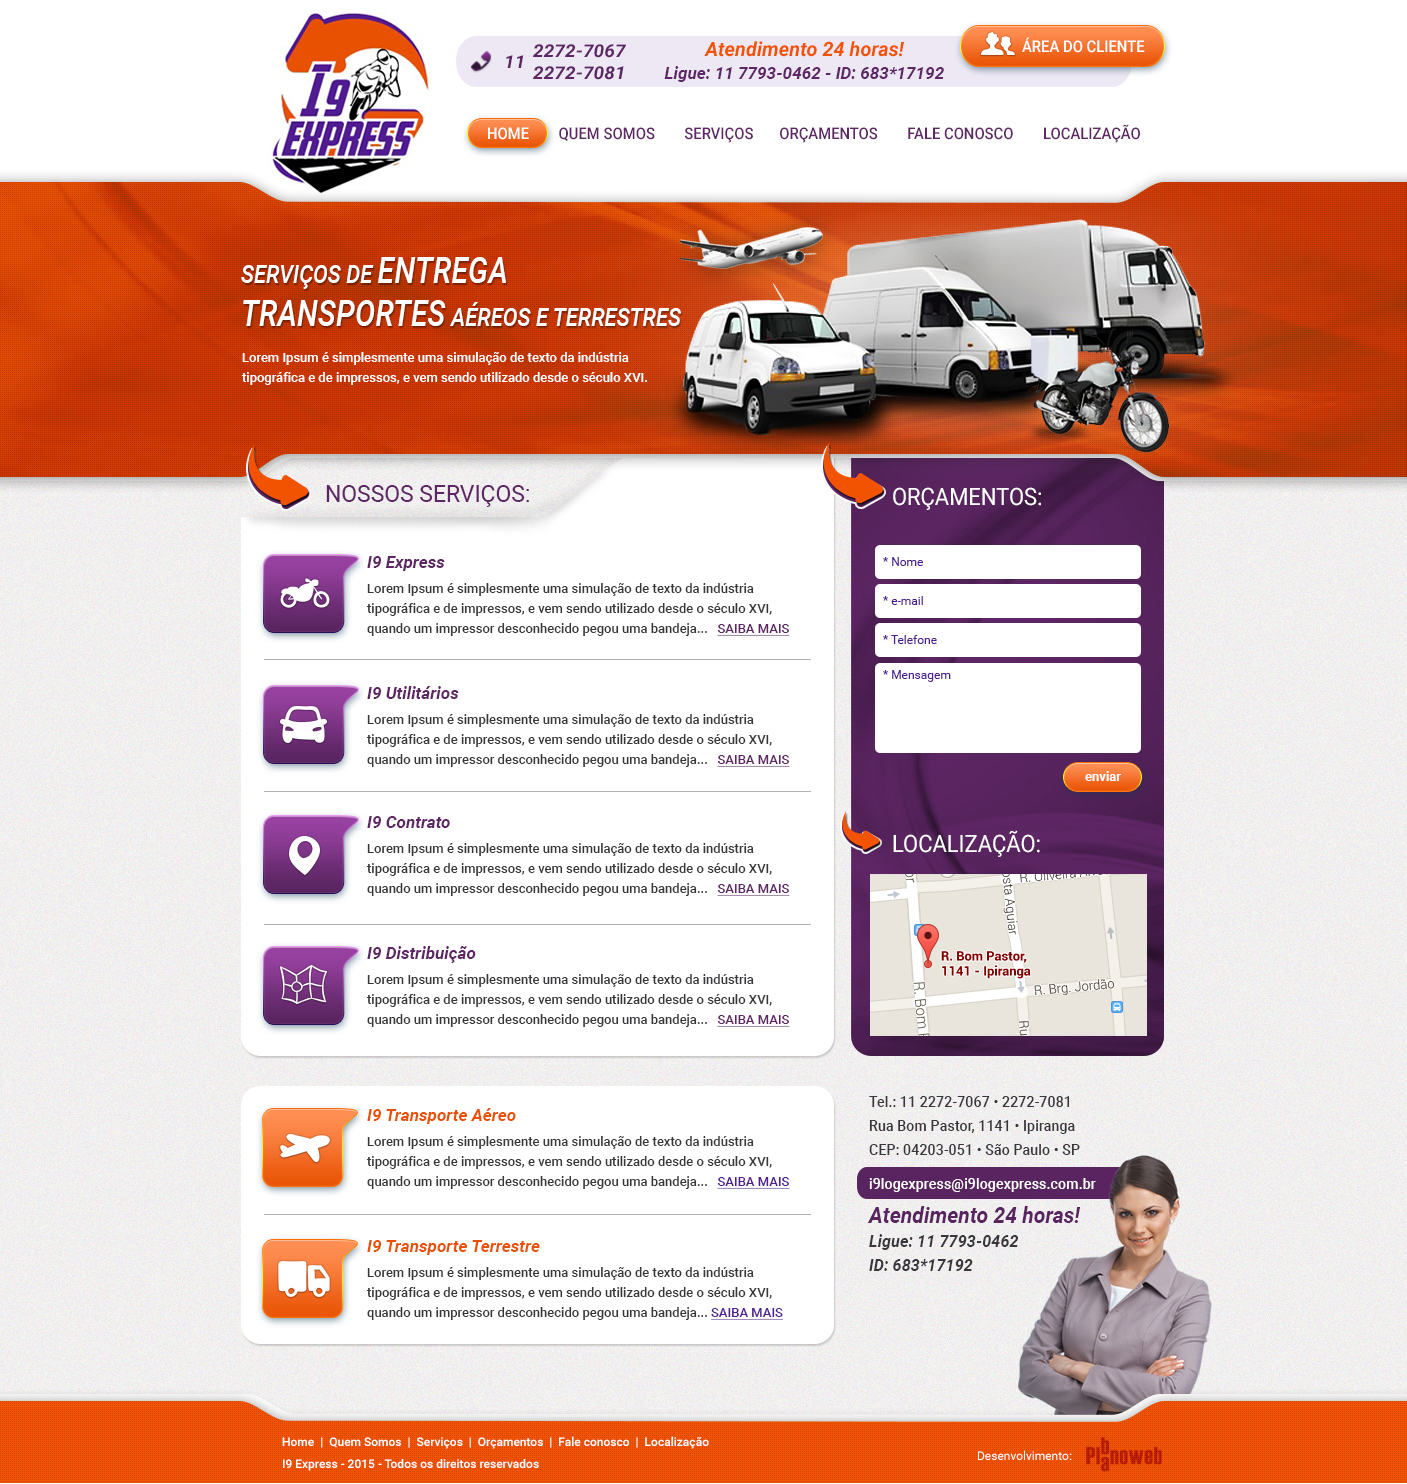 I9
EXPRESS
11 2272-7067
2272-7081
Atendimento 24 horas!
Ligue: 11 7793-0462 - ID: 683*17192
ÁREA DO CLIENTE
HOME QUEM SOMOS SERVIÇOS ORÇAMENTOS FALE CONOSCO LOCALIZAÇÃO
SERVIÇOS DE ENTREGA
TRANSPORTES AÉREOS E TERRESTRES
Lorem Ipsum é simplesmente uma simulação de texto da indústria
tipográfica e de impressos, e vem sendo utilizado desde o século XVI.
NOSSOS SERVIÇOS:
I9 Express
Lorem Ipsum é simplesmente uma simulação de texto da indústria
tipográfica e de impressos, e vem sendo utilizado desde o século XVI,
quando um impressor desconhecido pegou uma bandeja... SAIBA MAIS
I9 Utilitários
Lorem Ipsum é simplesmente uma simulação de texto da indústria
tipográfica e de impressos, e vem sendo utilizado desde o século XVI,
quando um impressor desconhecido pegou uma bandeja... SAIBA MAIS
I9 Contrato
Lorem Ipsum é simplesmente uma simulação de texto da indústria
tipográfica e de impressos, e vem sendo utilizado desde o século XVI,
quando um impressor desconhecido pegou uma bandeja... SAIBA MAIS
I9 Distribuição
Lorem Ipsum é simplesmente uma simulação de texto da indústria
tipográfica e de impressos, e vem sendo utilizado desde o século XVI,
quando um impressor desconhecido pegou uma bandeja... SAIBA MAIS
I9 Transporte Aéreo
Lorem Ipsum é simplesmente uma simulação de texto da indústria
tipográfica e de impressos, e vem sendo utilizado desde o século XVI,
quando um impressor desconhecido pegou uma bandeja... SAIBA MAIS
I9 Transporte Terrestre
Lorem Ipsum é simplesmente uma simulação de texto da indústria
tipográfica e de impressos, e vem sendo utilizado desde o século XVI,
quando um impressor desconhecido pegou uma bandeja... SAIBA MAIS
ORÇAMENTOS:
* Nome
* e-mail
* Telefone
* Mensagem
enviar
LOCALIZAÇÃO:
R. Oliveira
osta Aguiar
R. Bom Pastor,
1141 - Ipiranga
R. Brg. Jordão
R. Bom
Ru
Tel.: 11 2272-7067 • 2272-7081
Rua Bom Pastor, 1141 • Ipiranga
CEP: 04203-051 • São Paulo • SP
i9logexpress@i9logexpress.com.br
Atendimento 24 horas!
Ligue: 11 7793-0462
ID: 683*17192
Home | Quem Somos | Serviços | Orçamentos | Fale conosco | Localização
I9 Express - 2015 - Todos os direitos reservados
Desenvolvimento:
Planoweb